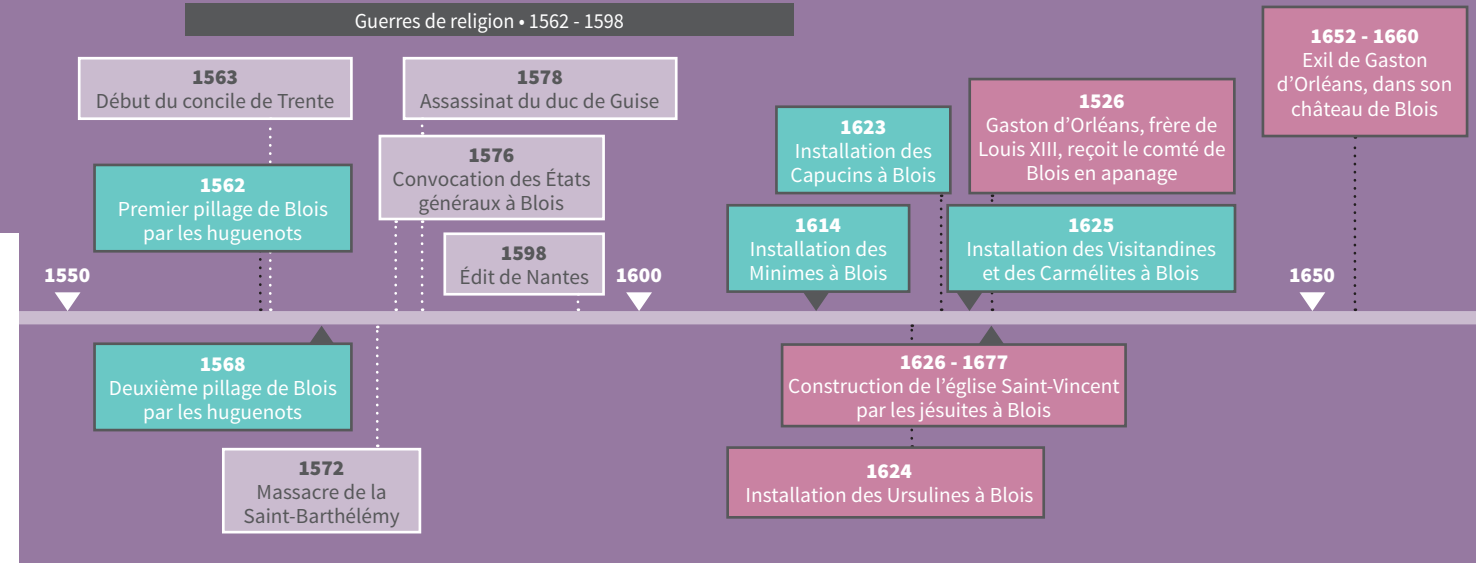 Guerres de religion • 1562 - 1598
1563
Début du concile de Trente
1578
Assassinat du duc de Guise
1562
Premier pillage de Blois
par les huguenots
1576
Convocation des États
généraux à Blois
1598
Édit de Nantes
1623
Installation des
Capucins à Blois
1526
Gaston d’Orléans, frère de
Louis XIII, reçoit le comté de
Blois en apanage
1652 - 1660
Exil de Gaston
d’Orléans, dans son
château de Blois
1614
Installation des
Minimes à Blois
1625
Installation des Visitandines
et des Carmélites à Blois
1550
1600
1650
1568
Deuxième pillage de Blois
par les huguenots
1572
Massacre de la
Saint-Barthélémy
1626 - 1677
Construction de l’église Saint-Vincent
par les jésuites à Blois
1624
Installation des Ursulines à Blois